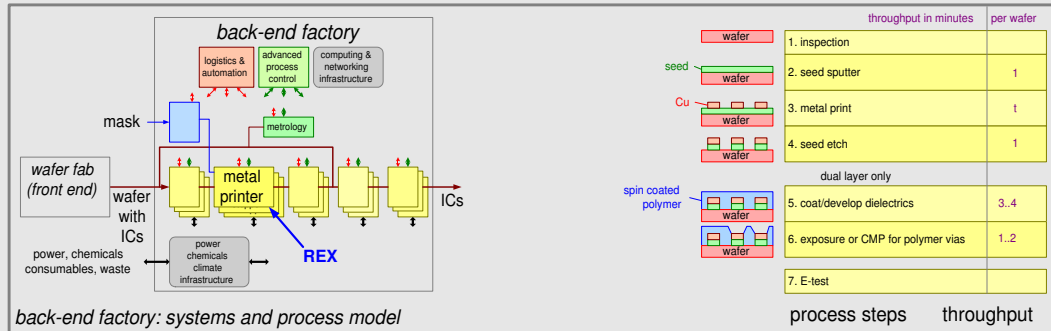 back-end factory
logistics &
automation
advanced
process
control
computing &
networking
infrastructure
mask
metrology
wafer fab
(front end)
metal
printer
wafer
with
ICs
ICs
REX
power, chemicals
consumables, waste
power
chemicals
climate
infrastructure
back-end factory: systems and process model
throughput in minutes
per wafer
wafer
1. inspection
seed
wafer
2. seed sputter
1
Cu
wafer
3. metal print
t
wafer
4. seed etch
1
dual layer only
spin coated
polymer
wafer
5. coat/develop dielectrics
3..4
wafer
6. exposure or CMP for polymer vias
1..2
7. E-test
process steps
throughput